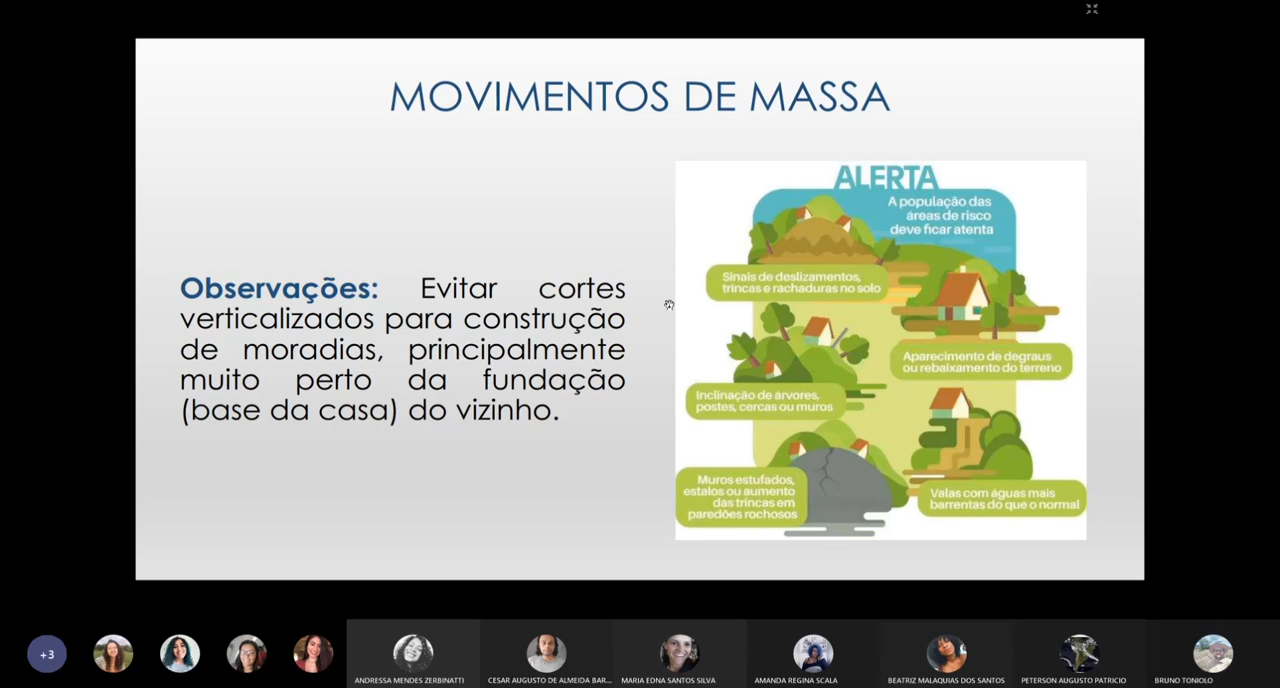 MOVIMENTOS DE MASSA
Observações: Evitar cortes
verticalizados para construção
de moradias, principalmente
muito perto da fundação
(base da casa) do vizinho.
ALERTA
A população das
áreas de risco
deve ficar atenta
Sinais de deslizamentos,
trincas e rachaduras no solo
Aparecimento de degraus
ou rebaixamento do terreno
Inclinação de árvores,
postes, cercas ou muros
Muros estufados,
estalos ou aumento
das trincas em
paredões rochosos
Valas com águas mais
barrentas do que o normal
+3
ANDRESSA MENDES ZERBINATTI
CESAR AUGUSTO DE ALMEIDA BAR...
MARIA EDNA SANTOS SILVA
AMANDA REGINA SCALA
BEATRIZ MALAQUIAS DOS SANTOS
PETERSON AUGUSTO PATRICIO
BRUNO TONIOLO